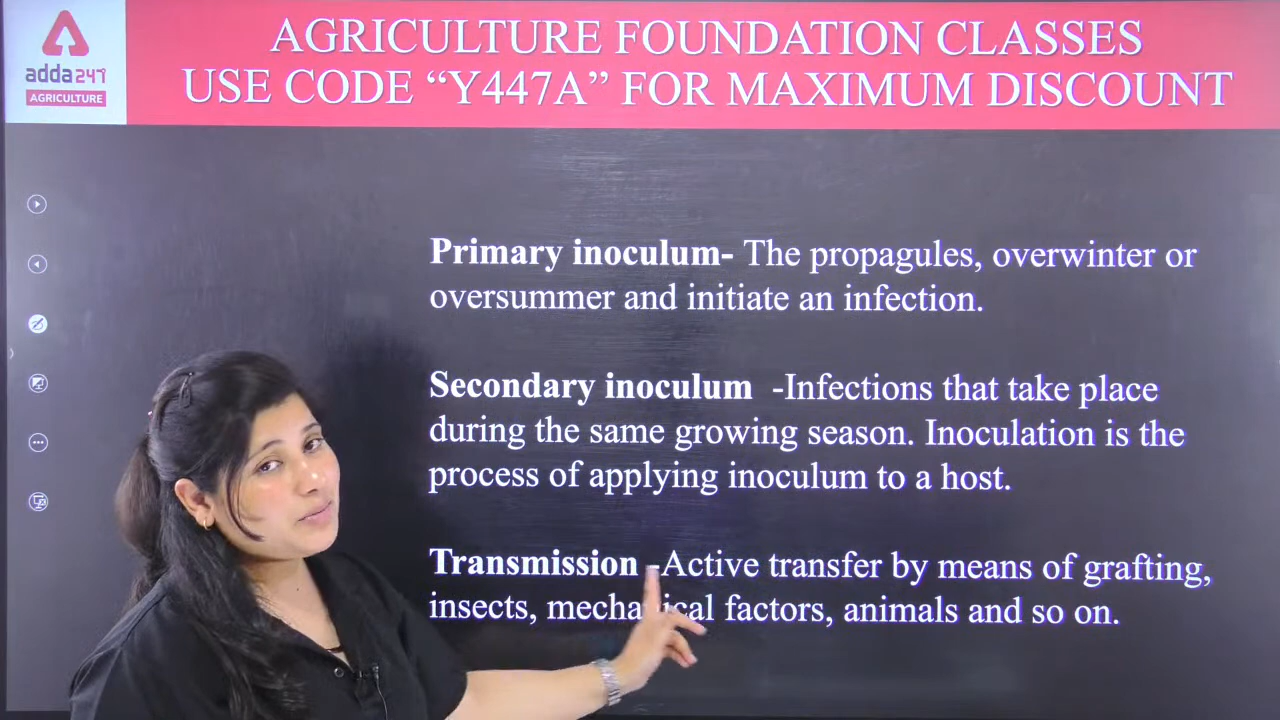 adda247
AGRICULTURE
AGRICULTURE FOUNDATION CLASSES
USE CODE “Y447A” FOR MAXIMUM DISCOUNT
Primary inoculum- The propagules, overwinter or
oversummer and initiate an infection.
Secondary inoculum -Infections that take place
during the same growing season. Inoculation is the
process of applying inoculum to a host.
Transmission -Active transfer by means of grafting,
insects, mechanical factors, animals and so on.